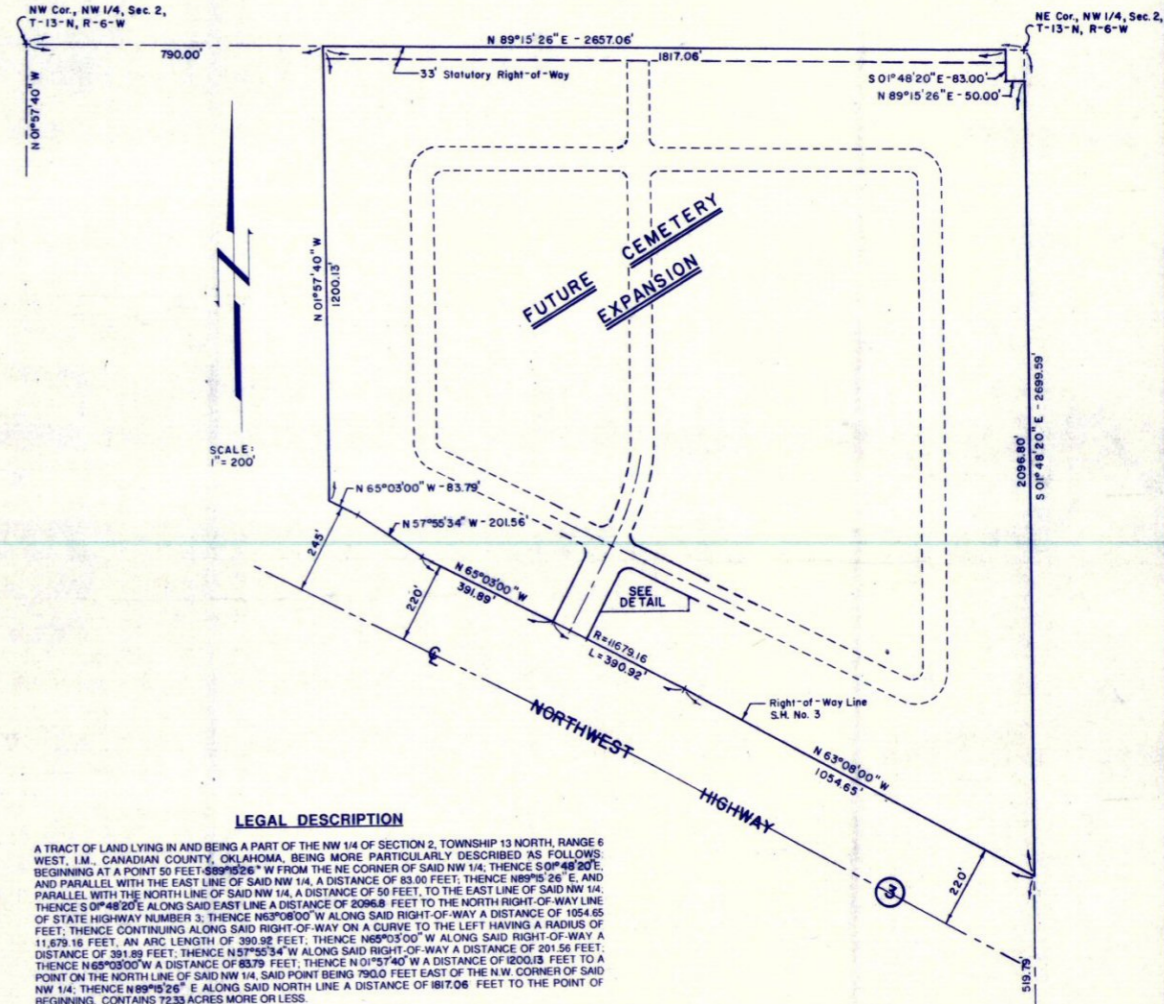 NW Cor., NW 1/4, Sec. 2,
T-13-N, R-6-W
NE Cor., NW 1/4, Sec. 2,
T-13-N, R-6-W
N 89°15'26" E - 2657.06'
790.00'
1817.06'
33' Statutory Right-of-Way
S 01°48'20" E-83.00'
N 89°15'26" E - 50.00'
N 01°57'40" W
N 01°57'40" W
1200.13'
CEMETERY
FUTURE
EXPANSION
SCALE:
1" = 200'
2096.80'
S 01°48'20" E - 2699.59'
N 65°03'00" W - 83.79'
N 57°55'34" W - 201.56'
245'
N 65°03'00" W
391.89'
220'
SEE
DETAIL
R=11679.16
L=390.92'
Right-of-Way Line
S.H. No. 3
NORTHWEST
HIGHWAY
N 63°08'00" W
1054.65'
220'
3
519.79'
LEGAL DESCRIPTION
A TRACT OF LAND LYING IN AND BEING A PART OF THE NW 1/4 OF SECTION 2, TOWNSHIP 13 NORTH, RANGE 6
WEST, I.M., CANADIAN COUNTY, OKLAHOMA, BEING MORE PARTICULARLY DESCRIBED AS FOLLOWS:
BEGINNING AT A POINT 50 FEET S89°15'26" W FROM THE NE CORNER OF SAID NW 1/4; THENCE S 01°48'20" E,
AND PARALLEL WITH THE EAST LINE OF SAID NW 1/4, A DISTANCE OF 83.00 FEET; THENCE N89°15'26" E, AND
PARALLEL WITH THE NORTH LINE OF SAID NW 1/4, A DISTANCE OF 50 FEET, TO THE EAST LINE OF SAID NW 1/4;
THENCE S 01°48'20" E ALONG SAID EAST LINE A DISTANCE OF 2096.8 FEET TO THE NORTH RIGHT-OF-WAY LINE
OF STATE HIGHWAY NUMBER 3; THENCE N63°08'00" W ALONG SAID RIGHT-OF-WAY A DISTANCE OF 1054.65
FEET; THENCE CONTINUING ALONG SAID RIGHT-OF-WAY ON A CURVE TO THE LEFT HAVING A RADIUS OF
11,679.16 FEET, AN ARC LENGTH OF 390.92 FEET; THENCE N65°03'00" W ALONG SAID RIGHT-OF-WAY A
DISTANCE OF 391.89 FEET; THENCE N57°55'34" W ALONG SAID RIGHT-OF-WAY A DISTANCE OF 201.56 FEET;
THENCE N 65°03'00" W A DISTANCE OF 83.79 FEET; THENCE N 01°57'40" W A DISTANCE OF 1200.13 FEET TO A
POINT ON THE NORTH LINE OF SAID NW 1/4, SAID POINT BEING 790.0 FEET EAST OF THE N.W. CORNER OF SAID
NW 1/4; THENCE N 89°15'26" E ALONG SAID NORTH LINE A DISTANCE OF 1817.06 FEET TO THE POINT OF
BEGINNING. CONTAINS 72.33 ACRES MORE OR LESS.